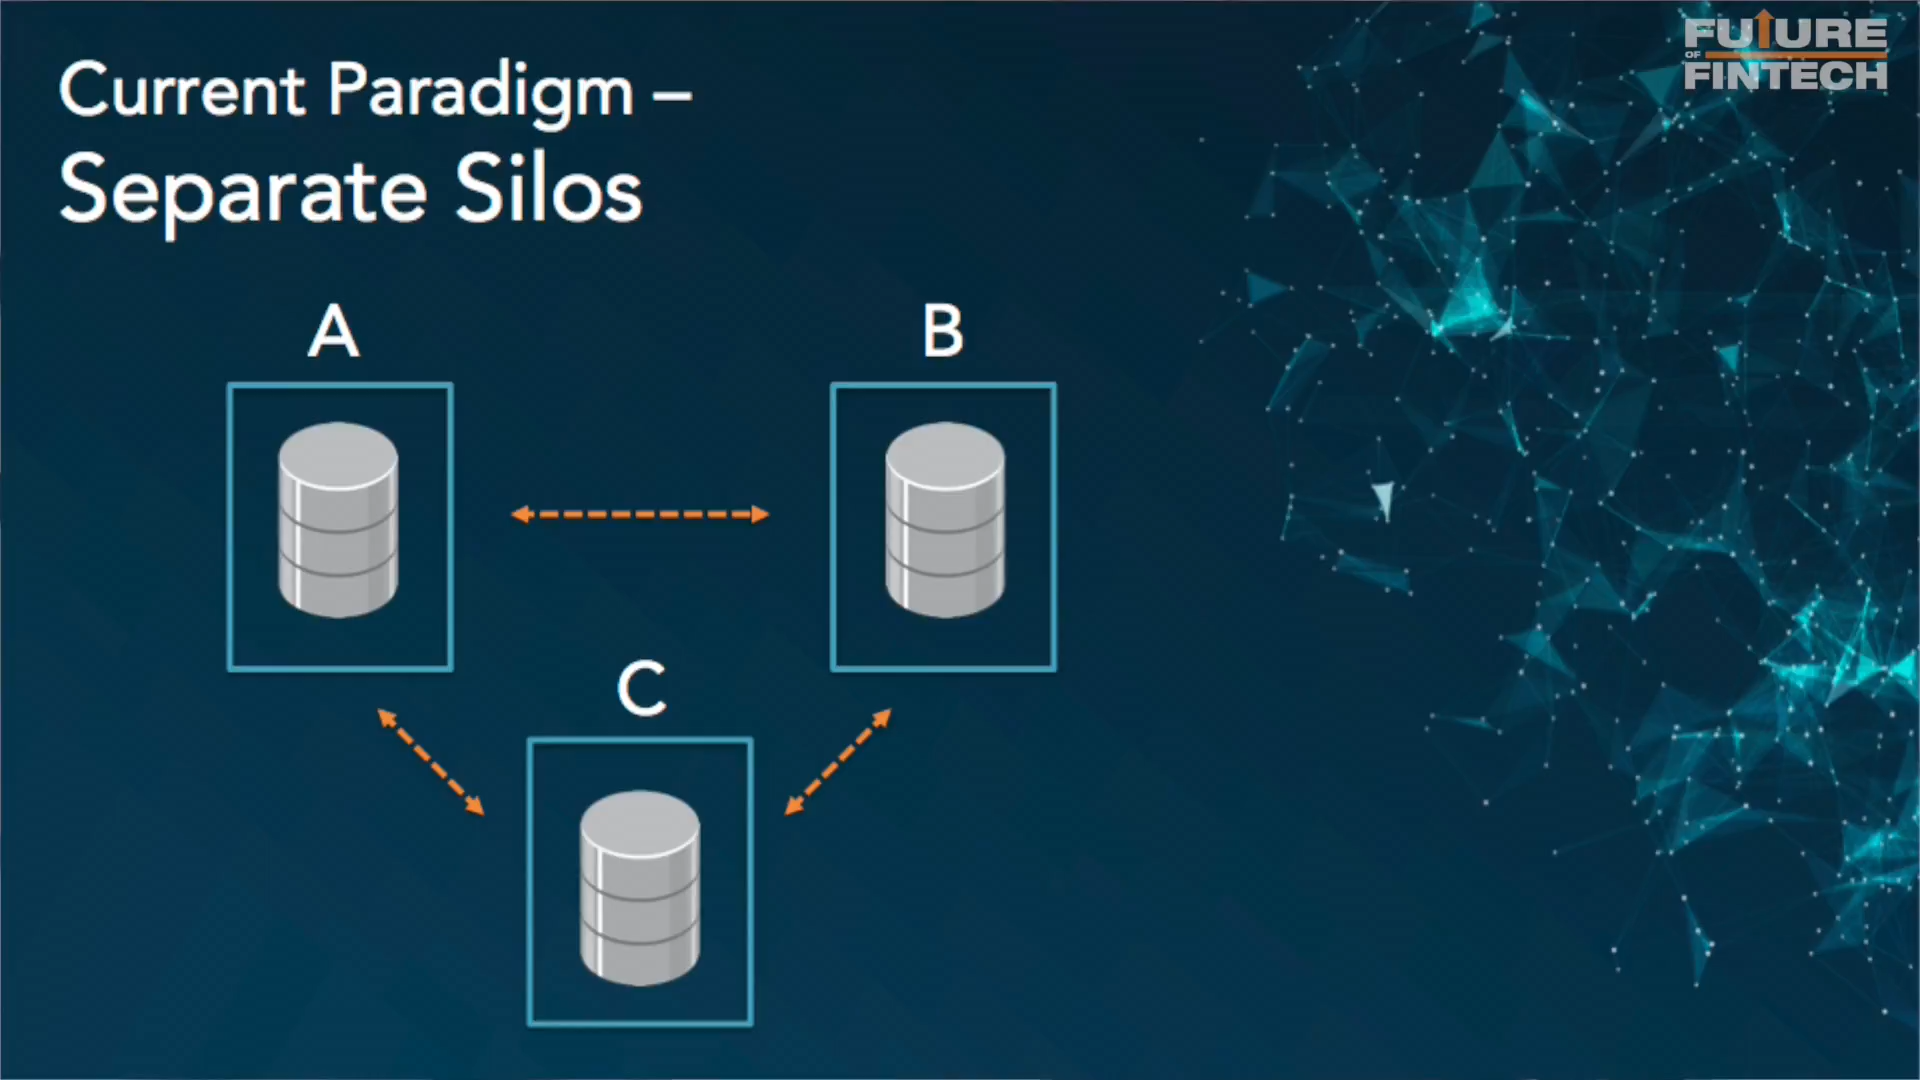 Current Paradigm –
Separate Silos
FUTURE
OF
FINTECH
A
B
C